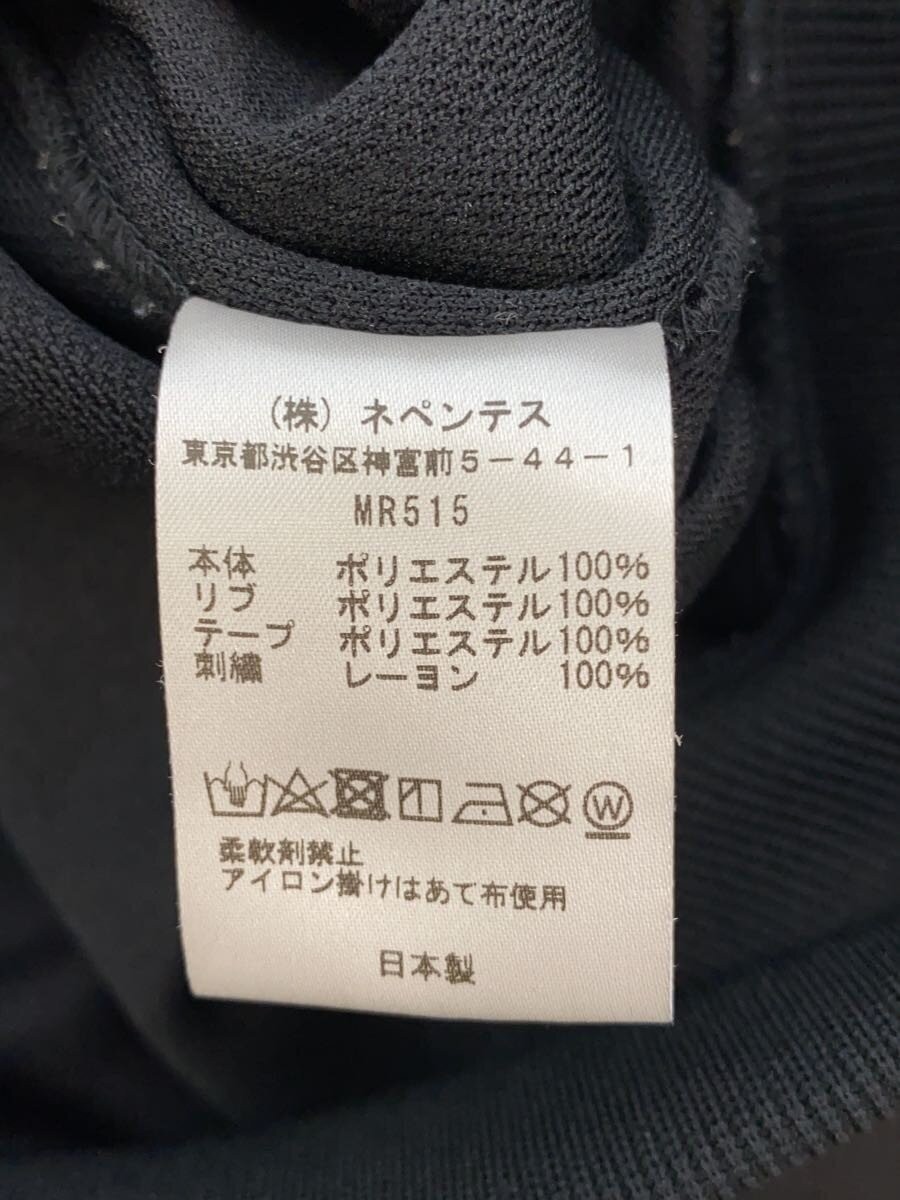 (株) ネペンテス
東京都渋谷区神宮前5-44-1
MR515
本体 ポリエステル100%
リブ ポリエステル100%
テープ ポリエステル100%
刺繍 レーヨン 100%
W
柔軟剤禁止
アイロン掛けはあて布使用
日本製